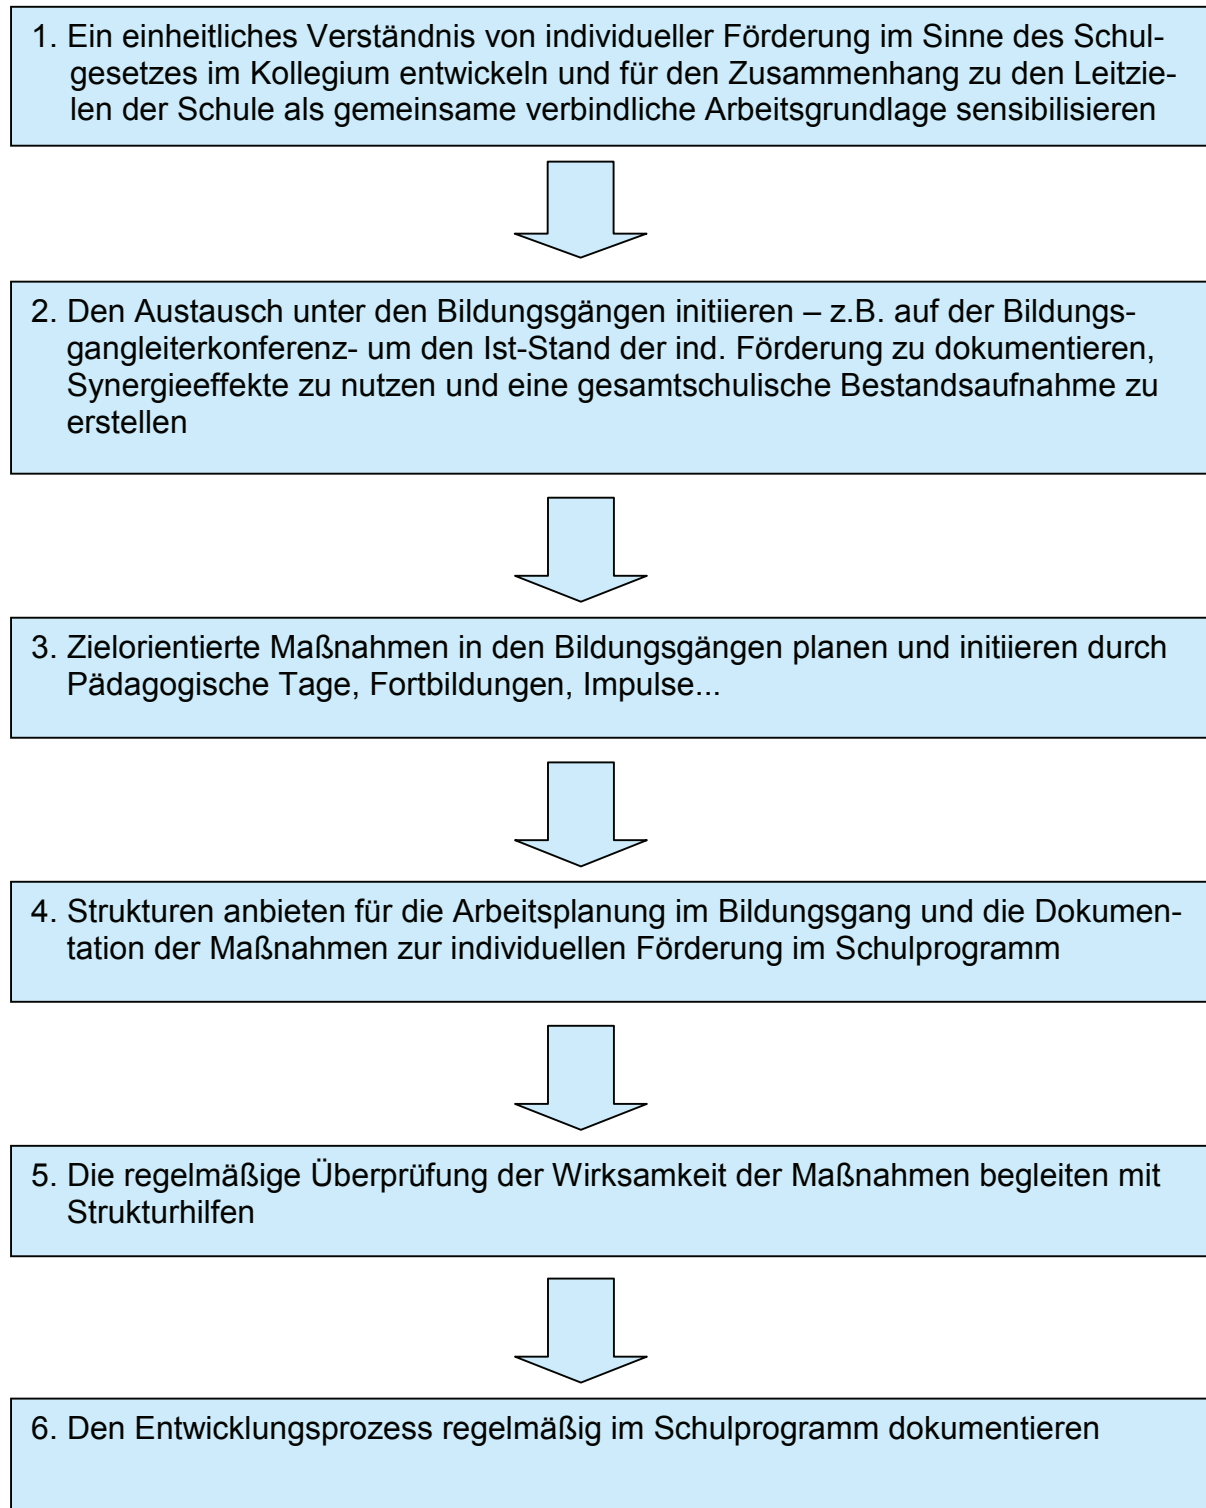 1. Ein einheitliches Verständnis von individueller Förderung im Sinne des Schul-
gesetzes im Kollegium entwickeln und für den Zusammenhang zu den Leitzie-
len der Schule als gemeinsame verbindliche Arbeitsgrundlage sensibilisieren
2. Den Austausch unter den Bildungsgängen initiieren – z.B. auf der Bildungs-
gangleiterkonferenz- um den Ist-Stand der ind. Förderung zu dokumentieren,
Synergieeffekte zu nutzen und eine gesamtschulische Bestandsaufnahme zu
erstellen
3. Zielorientierte Maßnahmen in den Bildungsgängen planen und initiieren durch
Pädagogische Tage, Fortbildungen, Impulse...
4. Strukturen anbieten für die Arbeitsplanung im Bildungsgang und die Dokumen-
tation der Maßnahmen zur individuellen Förderung im Schulprogramm
5. Die regelmäßige Überprüfung der Wirksamkeit der Maßnahmen begleiten mit
Strukturhilfen
6. Den Entwicklungsprozess regelmäßig im Schulprogramm dokumentieren